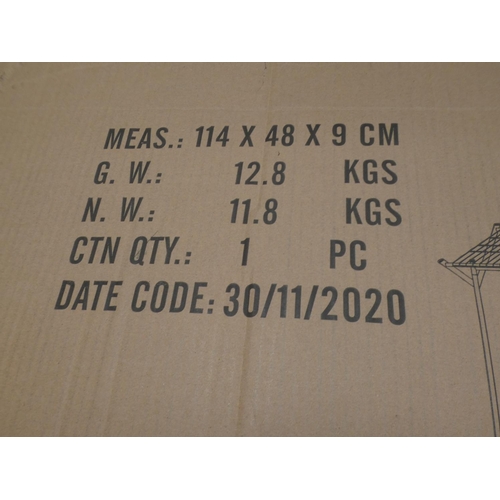 MEAS.: 114 X 48 X 9 CM
G. W.: 12.8 KGS
N. W.: 11.8 KGS
CTN QTY.: 1 PC
DATE CODE: 30/11/2020